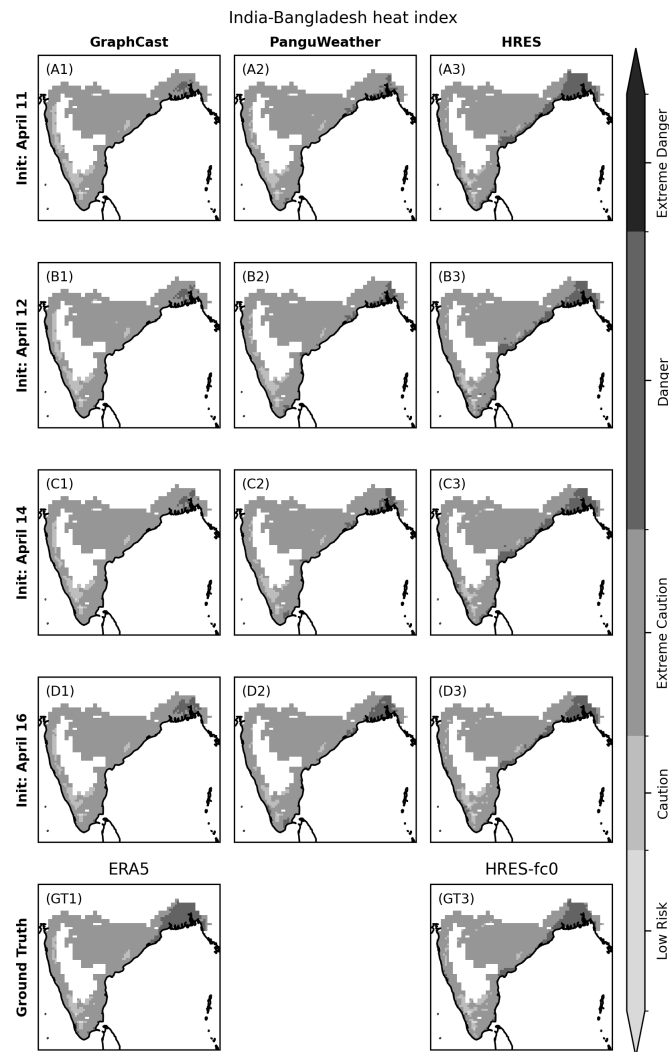 India-Bangladesh heat index
GraphCast PanguWeather HRES
Init: April 11
(A1) (A2) (A3)
Init: April 12
(B1) (B2) (B3)
Init: April 14
(C1) (C2) (C3)
Init: April 16
(D1) (D2) (D3)
ERA5 HRES-fc0
Ground Truth
(GT1) (GT3)
Extreme Danger
Danger
Extreme Caution
Caution
Low Risk